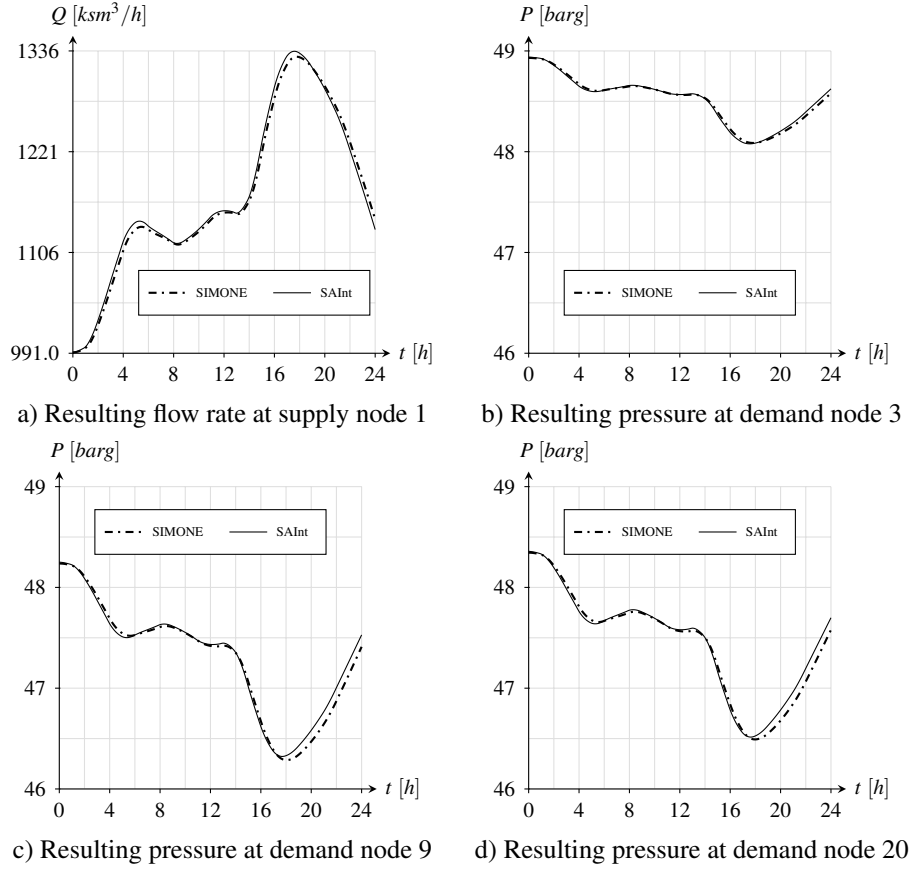 Q [ksm³/h]
1336
1221
1106
991.0
0 4 8 12 16 20 24
t [h]
SIMONE SAInt
a) Resulting flow rate at supply node 1
P [barg]
49
48
47
46
0 4 8 12 16 20 24
t [h]
SIMONE SAInt
b) Resulting pressure at demand node 3
P [barg]
49
48
47
46
0 4 8 12 16 20 24
t [h]
SIMONE SAInt
c) Resulting pressure at demand node 9
P [barg]
49
48
47
46
0 4 8 12 16 20 24
t [h]
SIMONE SAInt
d) Resulting pressure at demand node 20